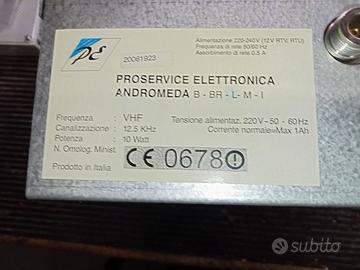 PE
20061923
Alimentazione 220-240V (12V RTV, RTU)
Frequenza di rete 50/60 Hz
Assorbimento di rete 0.5 A
PROSERVICE ELETTRONICA
ANDROMEDA B - BR - L - M - I
Frequenza : VHF
Canalizzazione : 12.5 KHz
Potenza : 10 Watt
N. Omolog. Minist.
Prodotto in Italia
Tensione alimentaz. 220V~50 - 60Hz
Corrente normale=Max 1Ah
CE 0678
subito